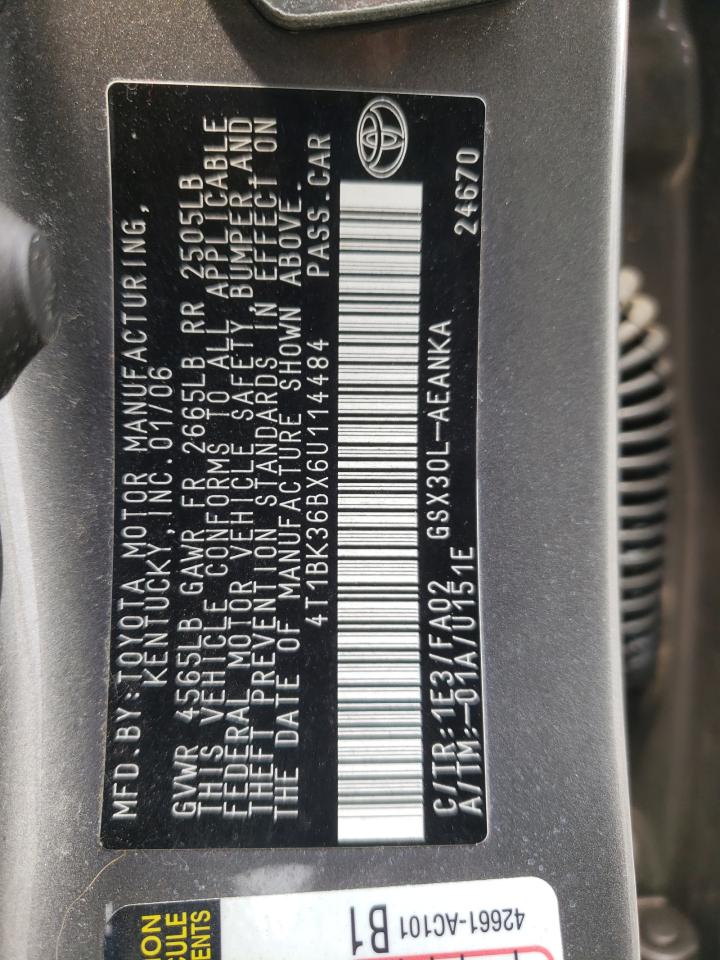 MFD.BY:TOYOTA MOTOR MANUFACTURING,
KENTUCKY, INC. 01/06
GVWR 4565LB GAWR FR 2665LB RR 2505LB
THIS VEHICLE CONFORMS TO ALL APPLICABLE
FEDERAL MOTOR VEHICLE SAFETY, BUMPER, AND
THEFT PREVENTION STANDARDS IN EFFECT ON
THE DATE OF MANUFACTURE SHOWN ABOVE.
4T1BK36BX6U114484 PASS.CAR
C/TR:1E3/FA02 GSX30L-AEANKA
A/TM:-01A/U151E 24670
42661-AC101
B1